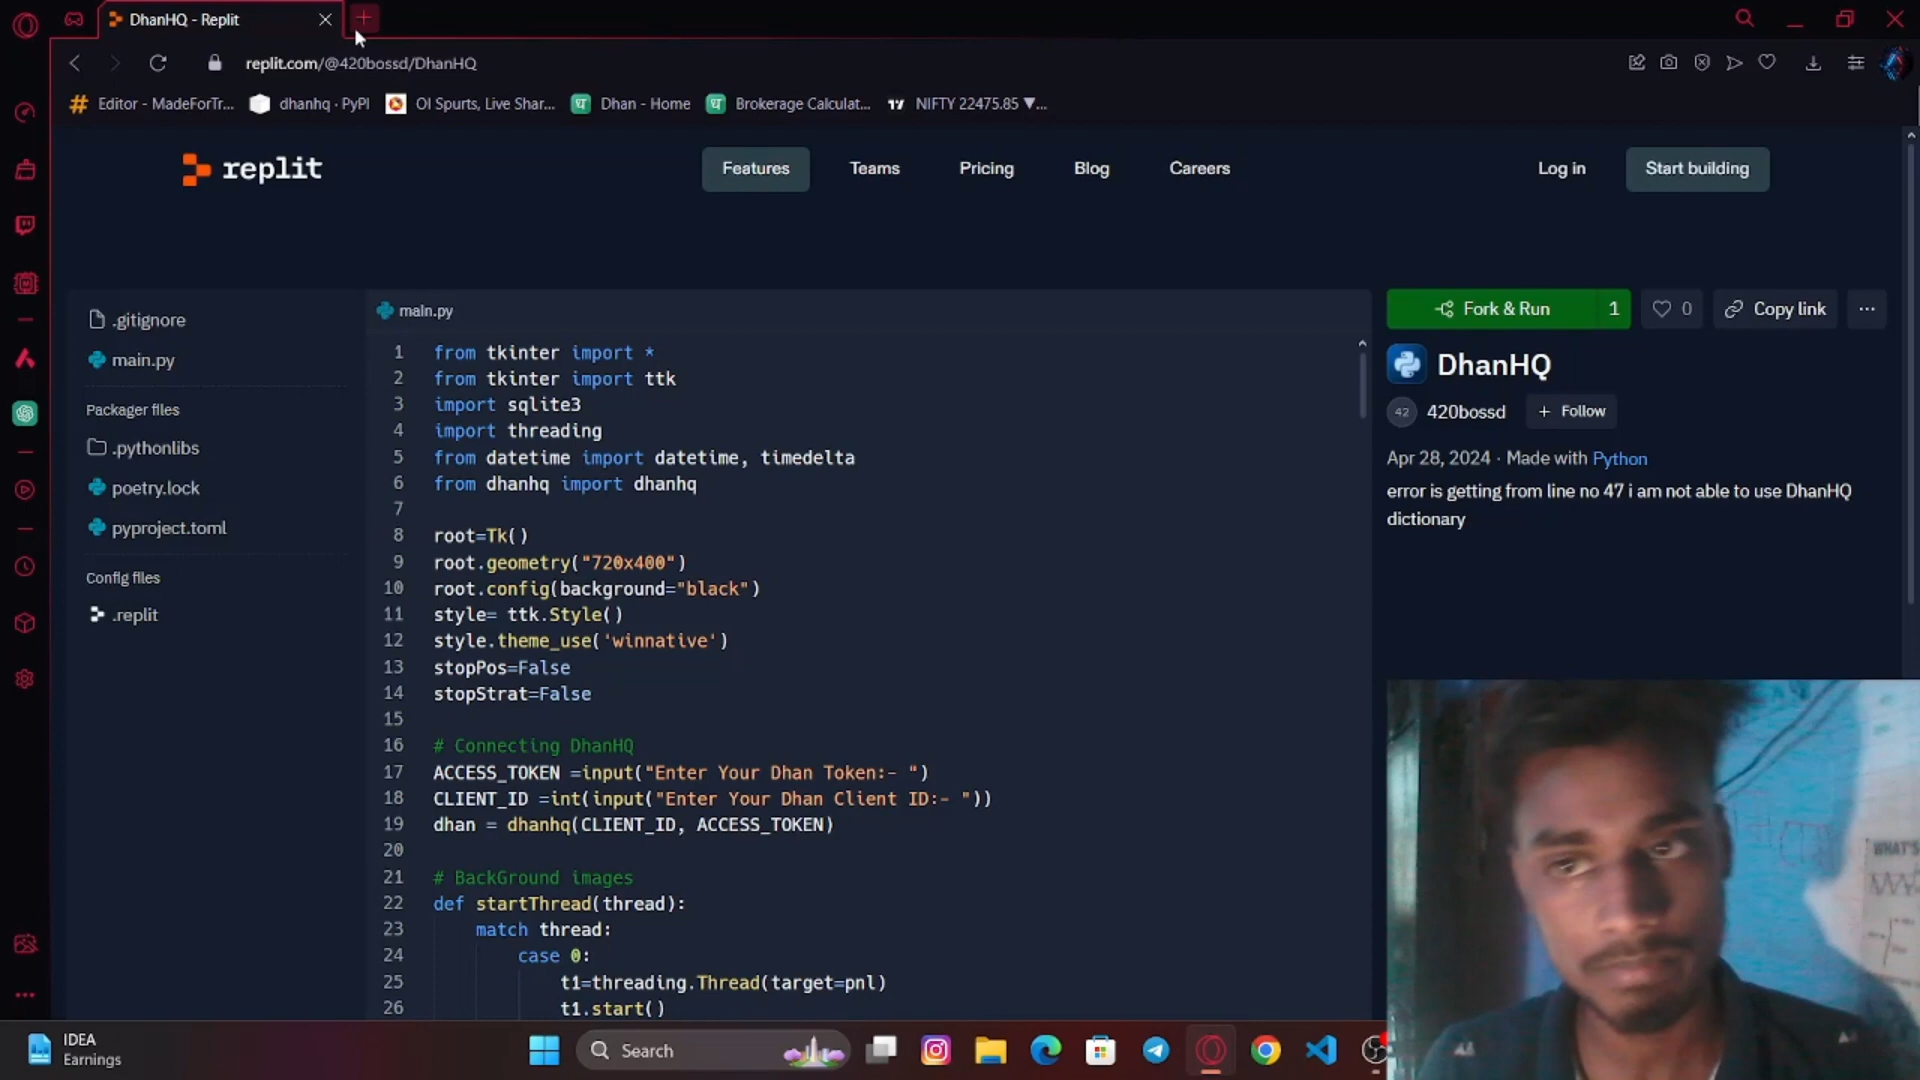 DhanHQ - Replit
replit.com/@420bossd/DhanHQ
Editor - MadeForTr...
dhanhq · PyPI
OI Spurts, Live Shar...
Dhan - Home
Brokerage Calculat...
NIFTY 22475.85 ▼...
replit
Features
Teams
Pricing
Blog
Careers
Log in
Start building
.gitignore
main.py
Packager files
.pythonlibs
poetry.lock
pyproject.toml
Config files
.replit
main.py
1 from tkinter import *
2 from tkinter import ttk
3 import sqlite3
4 import threading
5 from datetime import datetime, timedelta
6 from dhanhq import dhanhq
7
8 root=Tk()
9 root.geometry("720x400")
10 root.config(background="black")
11 style= ttk.Style()
12 style.theme_use('winnative')
13 stopPos=False
14 stopStrat=False
15
16 # Connecting DhanHQ
17 ACCESS_TOKEN =input("Enter Your Dhan Token:- ")
18 CLIENT_ID =int(input("Enter Your Dhan Client ID:- "))
19 dhan = dhanhq(CLIENT_ID, ACCESS_TOKEN)
20
21 # BackGround images
22 def startThread(thread):
23 match thread:
24 case 0:
25 t1=threading.Thread(target=pnl)
26 t1.start()
Fork & Run 1
0
Copy link
DhanHQ
42 420bossd
+ Follow
Apr 28, 2024 · Made with Python
error is getting from line no 47 i am not able to use DhanHQ
dictionary
WHAT'S
IDEA
Earnings
Search